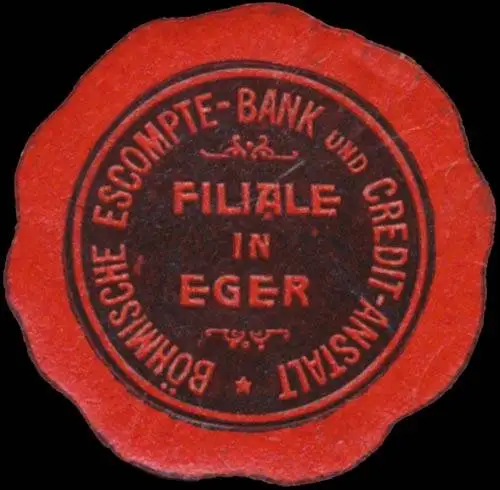 BÖHMISCHE ESCOMPTE-BANK UND CREDIT-ANSTALT
FILIALE
IN
EGER